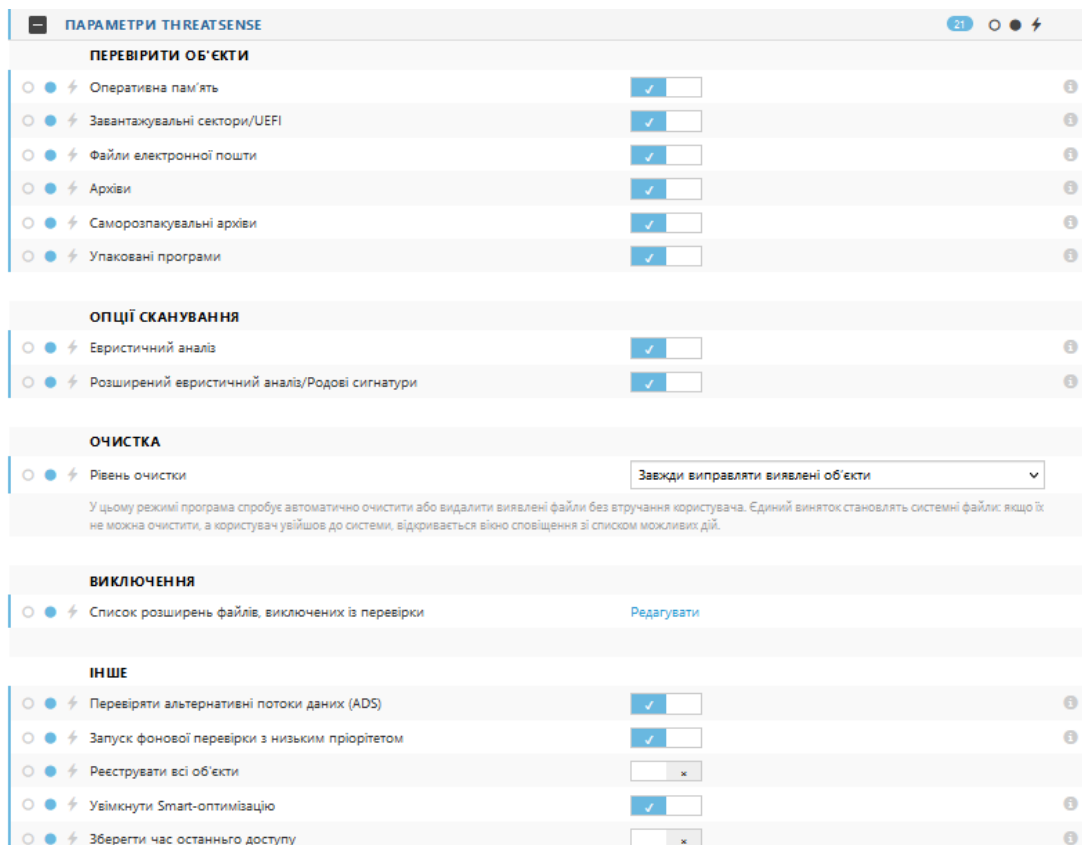 ПАРАМЕТРИ THREATSENSE 21
ПЕРЕВІРИТИ ОБ'ЄКТИ
Оперативна пам'ять
Завантажувальні сектори/UEFI
Файли електронної пошти
Архіви
Саморозпакувальні архіви
Упаковані програми
ОПЦІЇ СКАНУВАННЯ
Евристичний аналіз
Розширений евристичний аналіз/Родові сигнатури
ОЧИСТКА
Рівень очистки Завжди виправляти виявлені об'єкти
У цьому режимі програма спробує автоматично очистити або видалити виявлені файли без втручання користувача. Єдиний виняток становлять системні файли: якщо їх
не можна очистити, а користувач увійшов до системи, відкривається вікно сповіщення зі списком можливих дій.
ВИКЛЮЧЕННЯ
Список розширень файлів, виключених із перевірки Редагувати
ІНШЕ
Перевіряти альтернативні потоки даних (ADS)
Запуск фонової перевірки з низьким пріорітетом
Реєструвати всі об'єкти
Увімкнути Smart-оптимізацію
Зберегти час останнього доступу